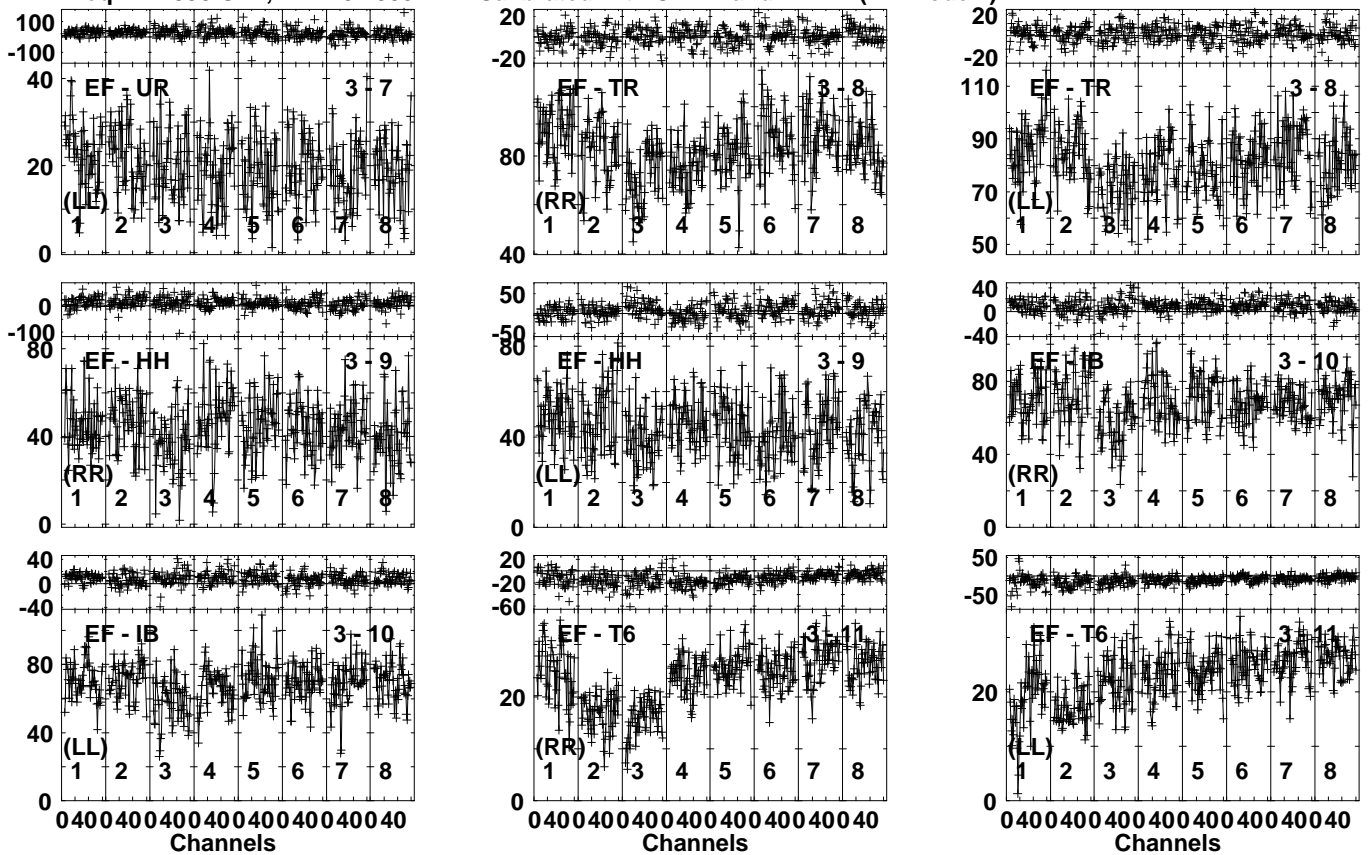 100 20 20
-100 -20 -20
40 EF - UR 3 - 7 EF - TR 3 - 8 110 EF - TR 3 - 8
20 80 90
70
(LL) (RR) (LL)
1 2 3 4 5 6 7 8 1 2 3 4 5 6 7 8 1 2 3 4 5 6 7 8
0 40 50
0 50 40
0
-100 -50 -40
80 EF - HH 3 - 9 80 EF - HH 3 - 9 80 EF - IB 3 - 10
40 40 40
(RR) (LL) (RR)
1 2 3 4 5 6 7 8 1 2 3 4 5 6 7 8 1 2 3 4 5 6 7 8
0 0 0
40 20 50
0 -20
-40 -60 -50
80 EF - IB 3 - 10 EF - T6 3 - 11 EF - T6 3 - 11
60 20 20
40
(LL) (RR) (LL)
1 2 3 4 5 6 7 8 1 2 3 4 5 6 7 8 1 2 3 4 5 6 7 8
0 0 0
0 40 0 40 0 40 0 40 0 40 0 40 0 40 0 40 0 40 0 40 0 40 0 40 0 40 0 40 0 40 0 40 0 40 0 40 0 40 0 40 0 40 0 40 0 40 0 40
Channels Channels Channels